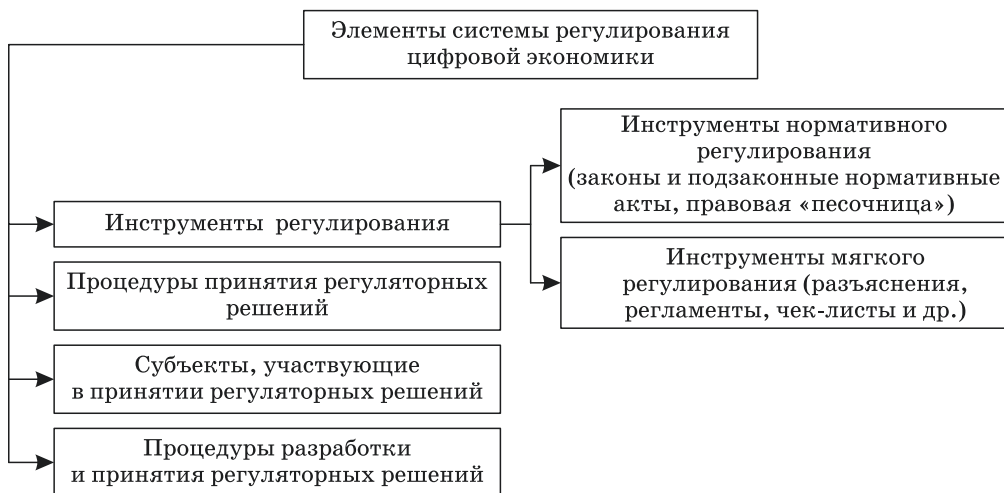 Элементы системы регулирования
цифровой экономики
Инструменты регулирования
Инструменты нормативного
регулирования
(законы и подзаконные нормативные
акты, правовая «песочница»)
Инструменты мягкого
регулирования (разъяснения,
регламенты, чек-листы и др.)
Процедуры принятия регуляторных
решений
Субъекты, участвующие
в принятии регуляторных решений
Процедуры разработки
и принятия регуляторных решений